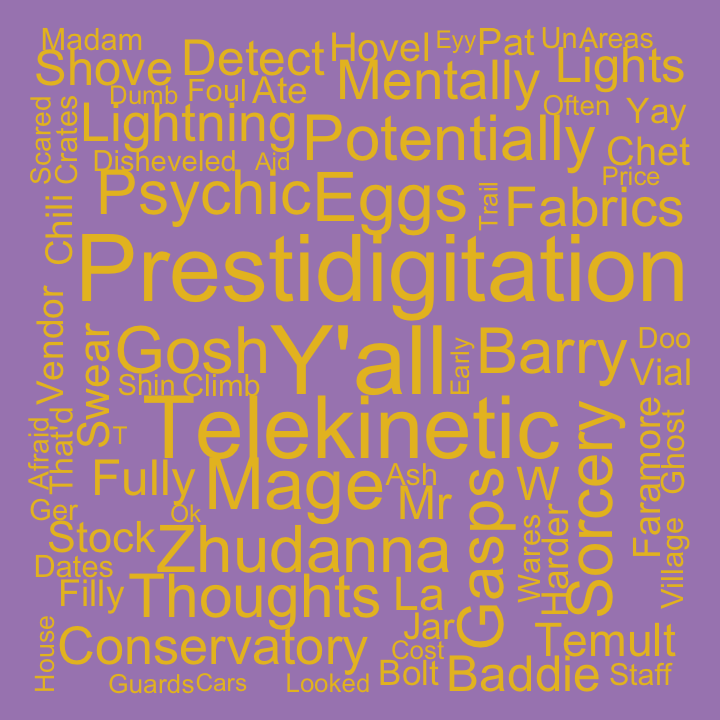 Madam
Shove
Detect
Hovel
Eyy
Pat
UnAreas
Lights
Dumb
Foul
Ate
Mentally
Often
Yay
Scared
Crates
Lightning
Potentially
Chet
Disheveled
Ajd
Price
Psychic
Eggs
Trail
Fabrics
Chili
Prestidigitation
Vendor
Gosh
Y'all
Early
Barry
Doo
Vial
Swear
Shin
Climb
Telekinetic
Afraid
That'd
T
Sorcery
Faramore
Ghost
Fully
Mage
Ash
Mr
Gasps
W
Ger
Ok
Stock
Zhudanna
Wares
Harder
Village
Dates
Filly
Thoughts
La
House
Conservatory
Jar
Cost
Temult
Guards
Cars
Looked
Bolt
Baddie
Staff